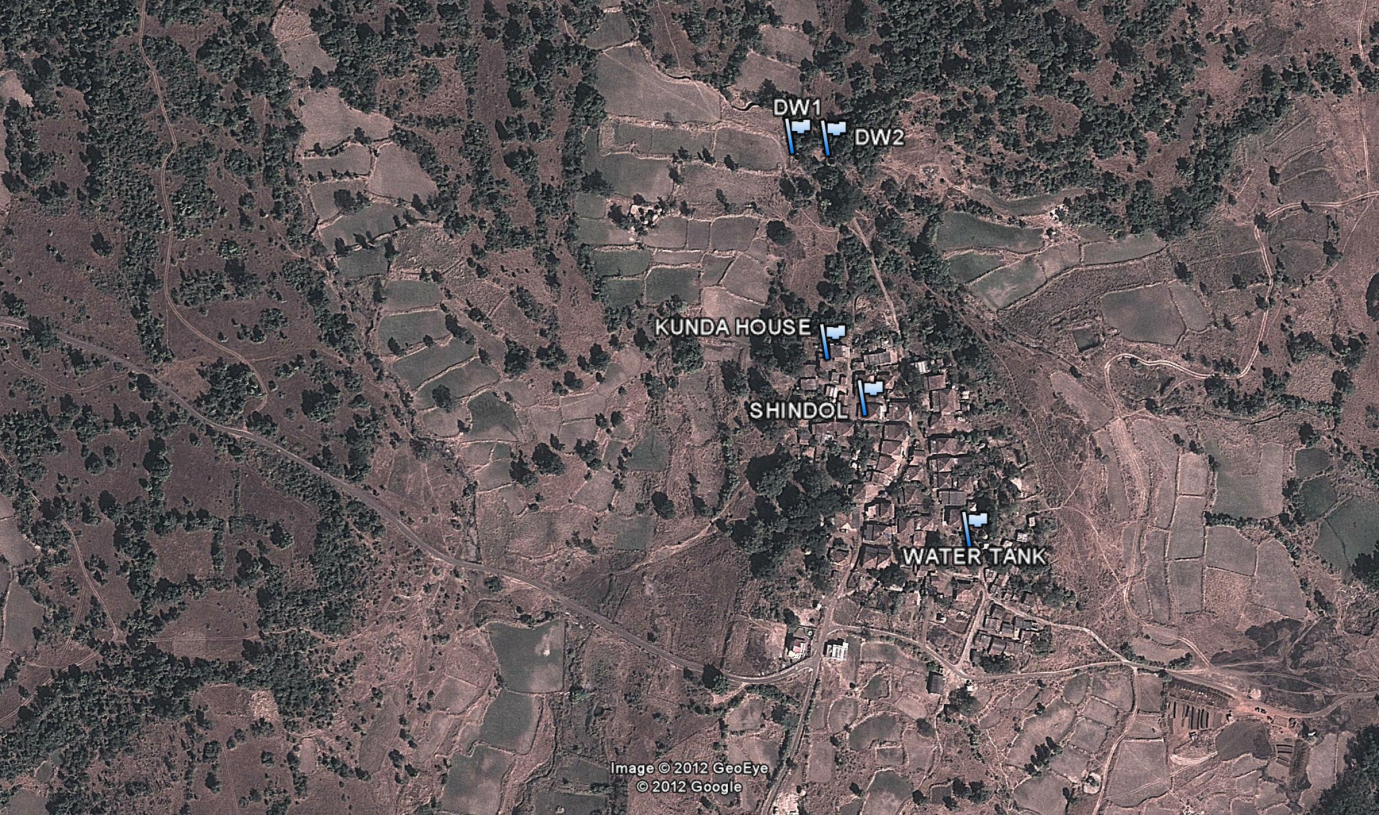 DW1
DW2
KUNDA HOUSE
SHINDOL
WATER TANK
Image © 2012 GeoEye
© 2012 Google